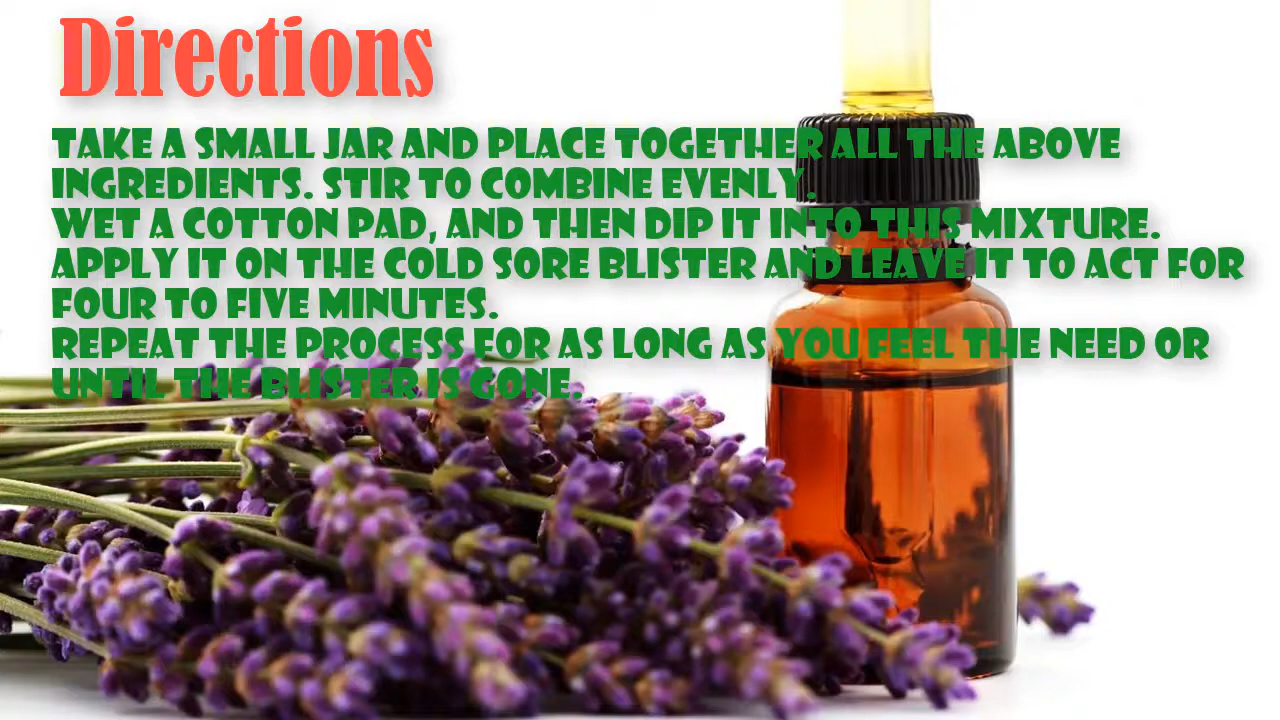 Directions
TAKE A SMALL JAR AND PLACE TOGETHER ALL THE ABOVE
INGREDIENTS. STIR TO COMBINE EVENLY.
WET A COTTON PAD, AND THEN DIP IT INTO THIS MIXTURE.
APPLY IT ON THE COLD SORE BLISTER AND LEAVE IT TO ACT FOR
FOUR TO FIVE MINUTES.
REPEAT THE PROCESS FOR AS LONG AS YOU FEEL THE NEED OR
UNTIL THE BLISTER IS GONE.